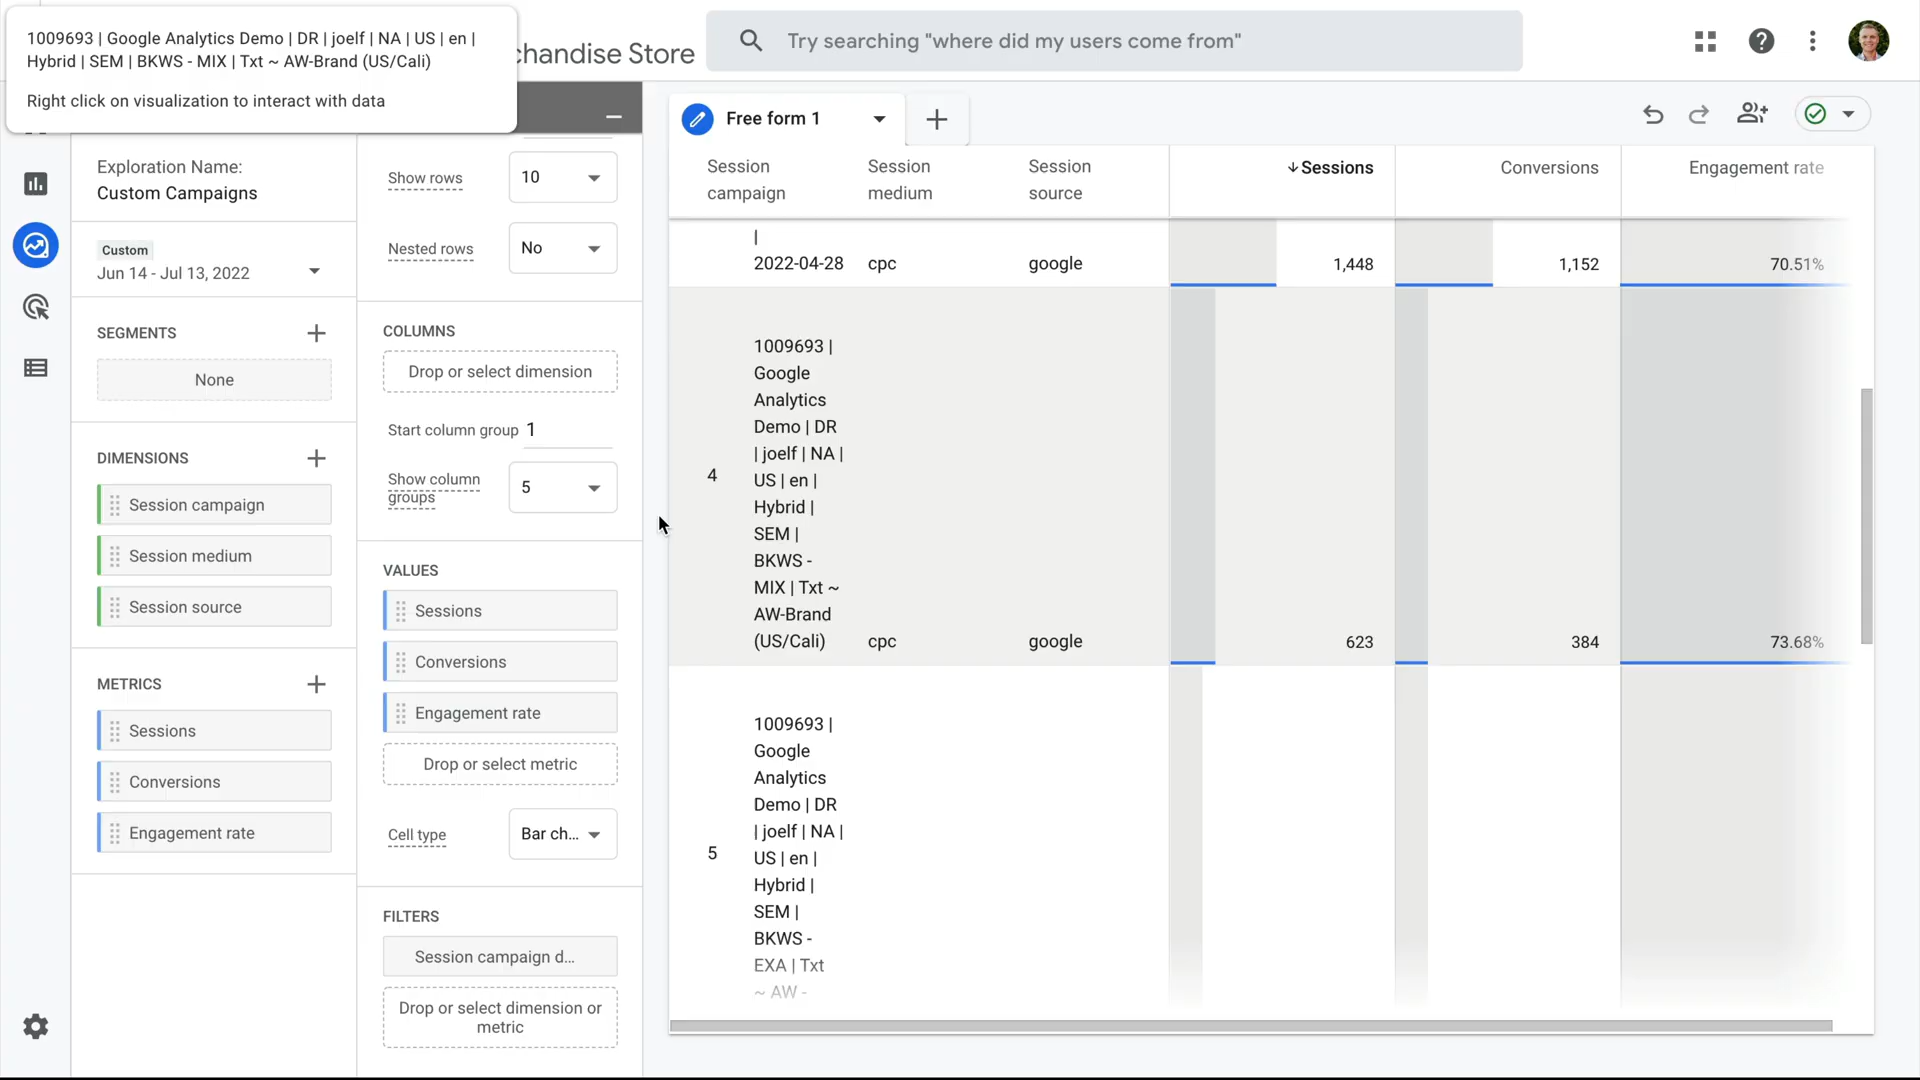 1009693 | Google Analytics Demo | DR | joelf | NA | US | en |
Hybrid | SEM | BKWS - MIX | Txt ~ AW-Brand (US/Cali)
Right click on visualization to interact with data
chandise Store
Try searching "where did my users come from"
Exploration Name:
Custom Campaigns
Custom
Jun 14 - Jul 13, 2022
SEGMENTS
None
DIMENSIONS
Session campaign
Session medium
Session source
METRICS
Sessions
Conversions
Engagement rate
Show rows
10
Nested rows
No
COLUMNS
Drop or select dimension
Start column group 1
Show column
groups
5
VALUES
Sessions
Conversions
Engagement rate
Drop or select metric
Cell type
Bar ch...
FILTERS
Session campaign d...
Drop or select dimension or
metric
Free form 1
Session
campaign
Session
medium
Session
source
Sessions
Conversions
Engagement rate
|
2022-04-28
cpc
google
1,448
1,152
70.51%
4
1009693 |
Google
Analytics
Demo | DR
| joelf | NA |
US | en |
Hybrid |
SEM |
BKWS -
MIX | Txt ~
AW-Brand
(US/Cali)
cpc
google
623
384
73.68%
5
1009693 |
Google
Analytics
Demo | DR
| joelf | NA |
US | en |
Hybrid |
SEM |
BKWS -
EXA | Txt
~ AW -